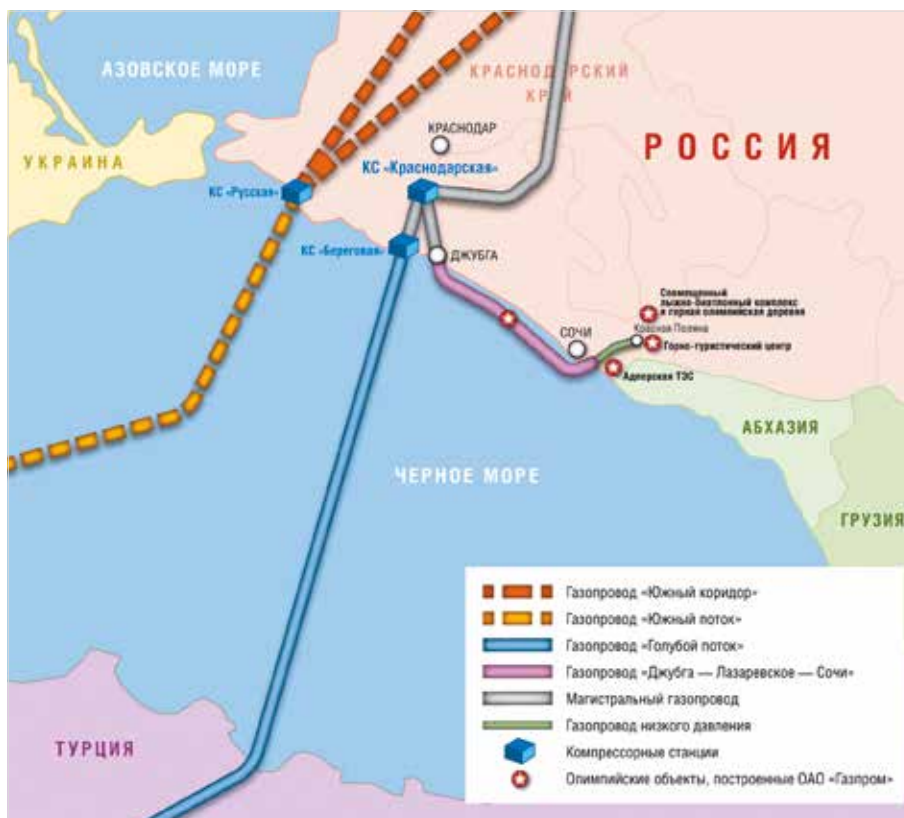 АЗОВСКОЕ МОРЕ
КРАСНОДАРСКИЙ
КРАЙ
КРАСНОДАР
РОССИЯ
УКРАИНА
КС «Русская»
КС «Краснодарская»
КС «Береговая»
ДЖУБГА
Совмещенный
лыжно-биатлонный комплекс
и горная олимпийская деревня
Красная Поляна
СОЧИ
Горно-туристический центр
Адлерская ТЭС
АБХАЗИЯ
ЧЕРНОЕ МОРЕ
ГРУЗИЯ
ТУРЦИЯ
Газопровод «Южный коридор»
Газопровод «Южный поток»
Газопровод «Голубой поток»
Газопровод «Джубга — Лазаревское — Сочи»
Магистральный газопровод
Газопровод низкого давления
Компрессорные станции
Олимпийские объекты, построенные ОАО «Газпром»